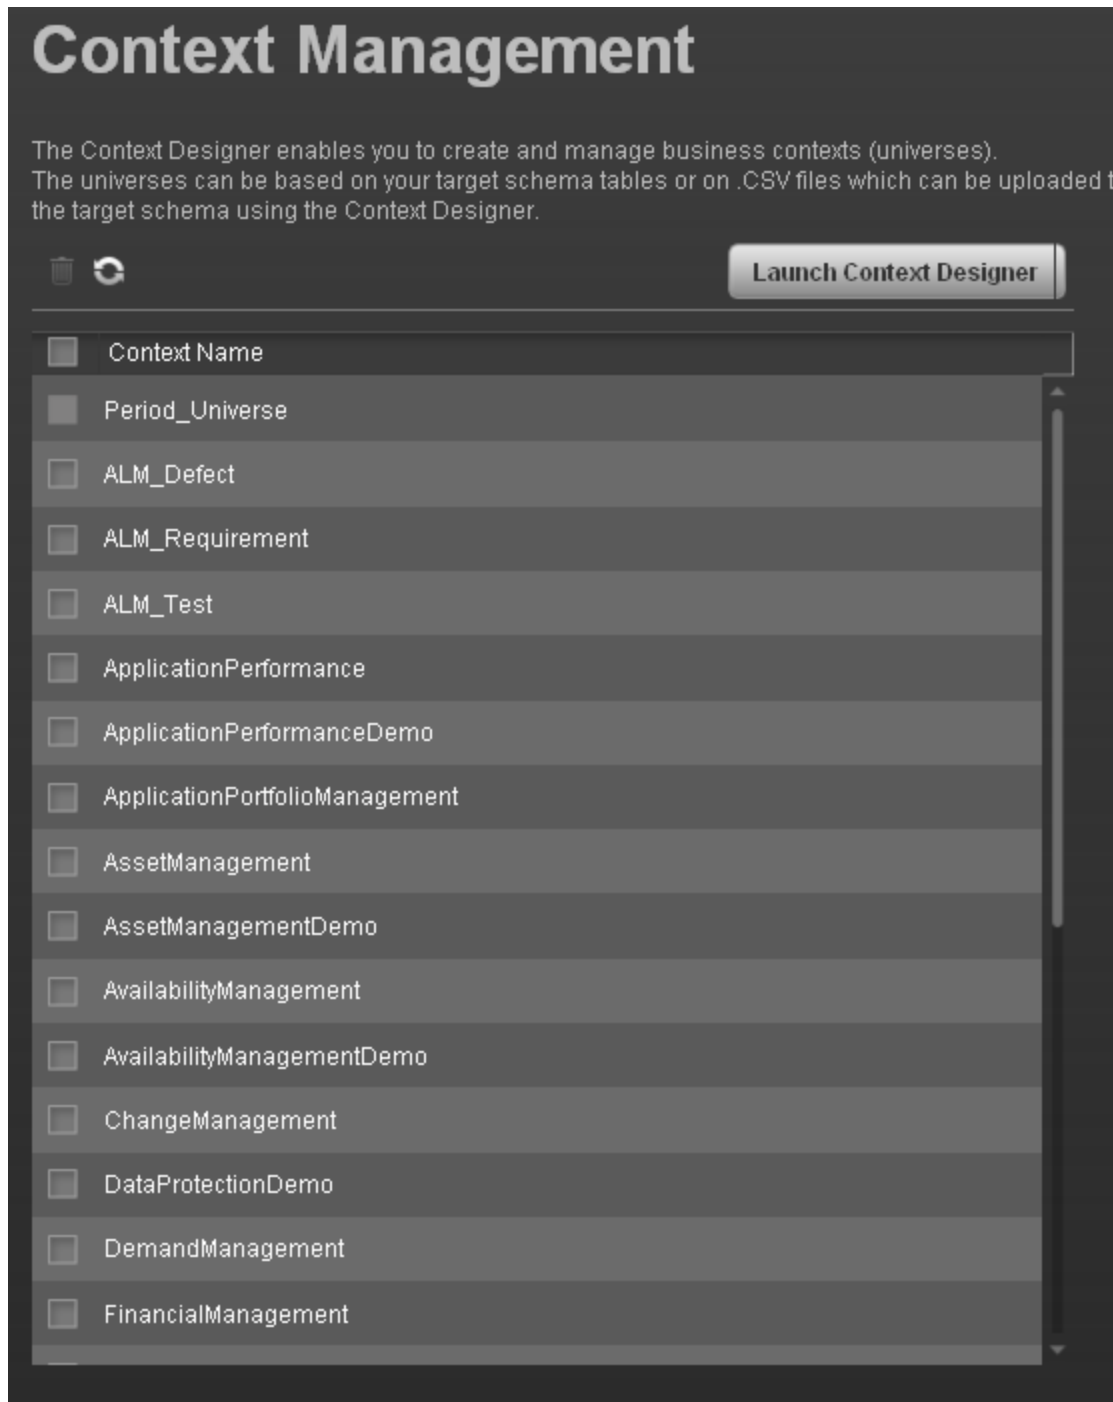 Context Management
The Context Designer enables you to create and manage business contexts (universes).
The universes can be based on your target schema tables or on .CSV files which can be uploaded t
the target schema using the Context Designer.
Launch Context Designer
Context Name
Period_Universe
ALM_Defect
ALM_Requirement
ALM_Test
ApplicationPerformance
ApplicationPerformanceDemo
ApplicationPortfolioManagement
AssetManagement
AssetManagementDemo
AvailabilityManagement
AvailabilityManagementDemo
ChangeManagement
DataProtectionDemo
DemandManagement
FinancialManagement